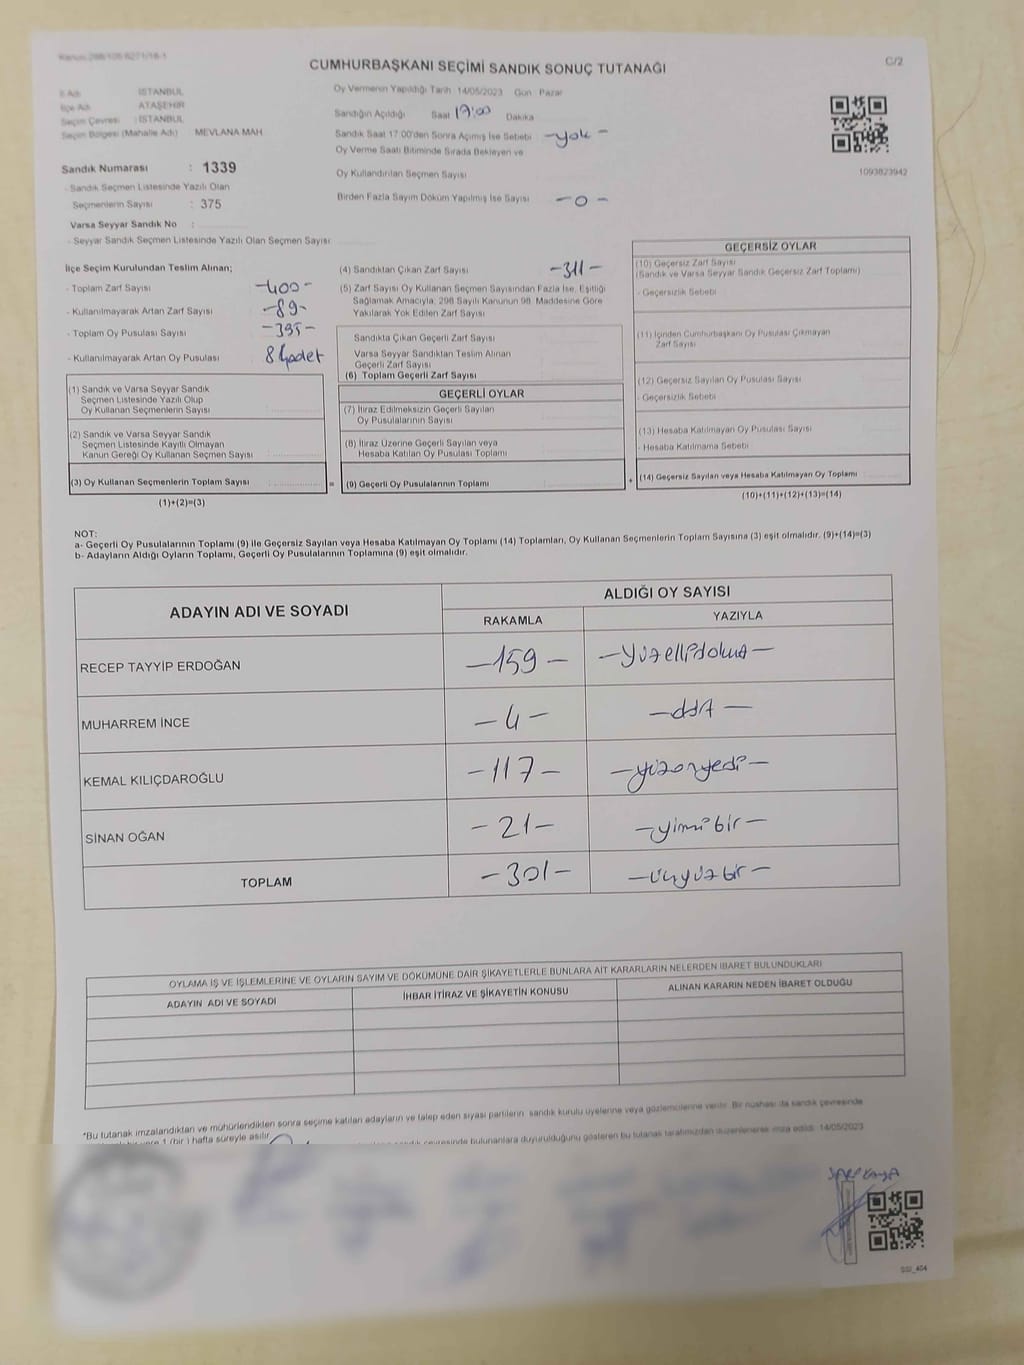 CUMHURBAŞKANI SEÇİMİ SANDIK SONUÇ TUTANAĞI
C/2
İl Adı : İSTANBUL
İlçe Adı : ATAŞEHİR
Seçim Çevresi : İSTANBUL
Seçim Bölgesi (Mahalle Adı) : MEVLANA MAH.
Sandık Numarası : 1339
- Sandık Seçmen Listesinde Yazılı Olan
Seçmenlerin Sayısı : 375
Varsa Seyyar Sandık No :
- Seyyar Sandık Seçmen Listesinde Yazılı Olan Seçmen Sayısı
Oy Vermenin Yapıldığı Tarih 14/05/2023 Gün Pazar
Sandığın Açıldığı Saat 17:00 Dakika
Sandık Saat 17:00'den Sonra Açılmış İse Sebebi -yok-
Oy Verme Saati Bitiminde Sırada Bekleyen ve
Oy Kullandırılan Seçmen Sayısı
Birden Fazla Sayım Döküm Yapılmış İse Sayısı -0-
1093823942
İlçe Seçim Kurulundan Teslim Alınan;
- Toplam Zarf Sayısı -400-
- Kullanılmayarak Artan Zarf Sayısı -89-
- Toplam Oy Pusulası Sayısı -395-
- Kullanılmayarak Artan Oy Pusulası 84adet
(1) Sandık ve Varsa Seyyar Sandık
Seçmen Listesinde Yazılı Olup
Oy Kullanan Seçmenlerin Sayısı
(2) Sandık ve Varsa Seyyar Sandık
Seçmen Listesinde Kayıtlı Olmayan
Kanun Gereği Oy Kullanan Seçmen Sayısı
(3) Oy Kullanan Seçmenlerin Toplam Sayısı
(1)+(2)=(3)
(4) Sandıktan Çıkan Zarf Sayısı -311-
(5) Zarf Sayısı Oy Kullanan Seçmen Sayısından Fazla İse, Eşitliği
Sağlamak Amacıyla, 298 Sayılı Kanunun 98. Maddesine Göre
Yakılarak Yok Edilen Zarf Sayısı
Sandıkta Çıkan Geçerli Zarf Sayısı
Varsa Seyyar Sandıktan Teslim Alınan
Geçerli Zarf Sayısı
(6) Toplam Geçerli Zarf Sayısı
GEÇERLİ OYLAR
(7) İtiraz Edilmeksizin Geçerli Sayılan
Oy Pusulalarının Sayısı
(8) İtiraz Üzerine Geçerli Sayılan veya
Hesaba Katılan Oy Pusulası Toplamı
= (9) Geçerli Oy Pusulalarının Toplamı
GEÇERSİZ OYLAR
(10) Geçersiz Zarf Sayısı
(Sandık ve Varsa Seyyar Sandık Geçersiz Zarf Toplamı)
- Geçersizlik Sebebi
(11) İçinden Cumhurbaşkanı Oy Pusulası Çıkmayan
Zarf Sayısı
(12) Geçersiz Sayılan Oy Pusulası Sayısı
- Geçersizlik Sebebi
(13) Hesaba Katılmayan Oy Pusulası Sayısı
- Hesaba Katılmama Sebebi
+ (14) Geçersiz Sayılan veya Hesaba Katılmayan Oy Toplamı
(10)+(11)+(12)+(13)=(14)
NOT:
a- Geçerli Oy Pusulalarının Toplamı (9) ile Geçersiz Sayılan veya Hesaba Katılmayan Oy Toplamı (14) Toplamları, Oy Kullanan Seçmenlerin Toplam Sayısına (3) eşit olmalıdır. (9)+(14)=(3)
b- Adayların Aldığı Oyların Toplamı, Geçerli Oy Pusulalarının Toplamına (9) eşit olmalıdır.
ADAYIN ADI VE SOYADI
ALDIĞI OY SAYISI
RAKAMLA YAZIYLA
RECEP TAYYİP ERDOĞAN -159- -yüzellidokuz-
MUHARREM İNCE -4- -dört-
KEMAL KILIÇDAROĞLU -117- -yüzonyedi-
SİNAN OĞAN -21- -yirmibir-
TOPLAM -301- -üçyüzbir-
OYLAMA İŞ VE İŞLEMLERİNE VE OYLARIN SAYIM VE DÖKÜMÜNE DAİR ŞİKAYETLERLE BUNLARA AİT KARARLARIN NELERDEN İBARET BULUNDUKLARI
ADAYIN ADI VE SOYADI İHBAR İTİRAZ VE ŞİKAYETİN KONUSU ALINAN KARARIN NEDEN İBARET OLDUĞU
*Bu tutanak imzalandıktan ve mühürlendikten sonra seçime katılan adayların ve talep eden siyasi partilerin sandık kurulu üyelerine veya gözlemcilerine verilir. Bir nüshası da sandık çevresinde
1 (bir) hafta süreyle asılır. bulunanlara duyurulduğunu gösteren bu tutanak tarafımızdan düzenlenerek imza edildi. 14/05/2023
SSI_404